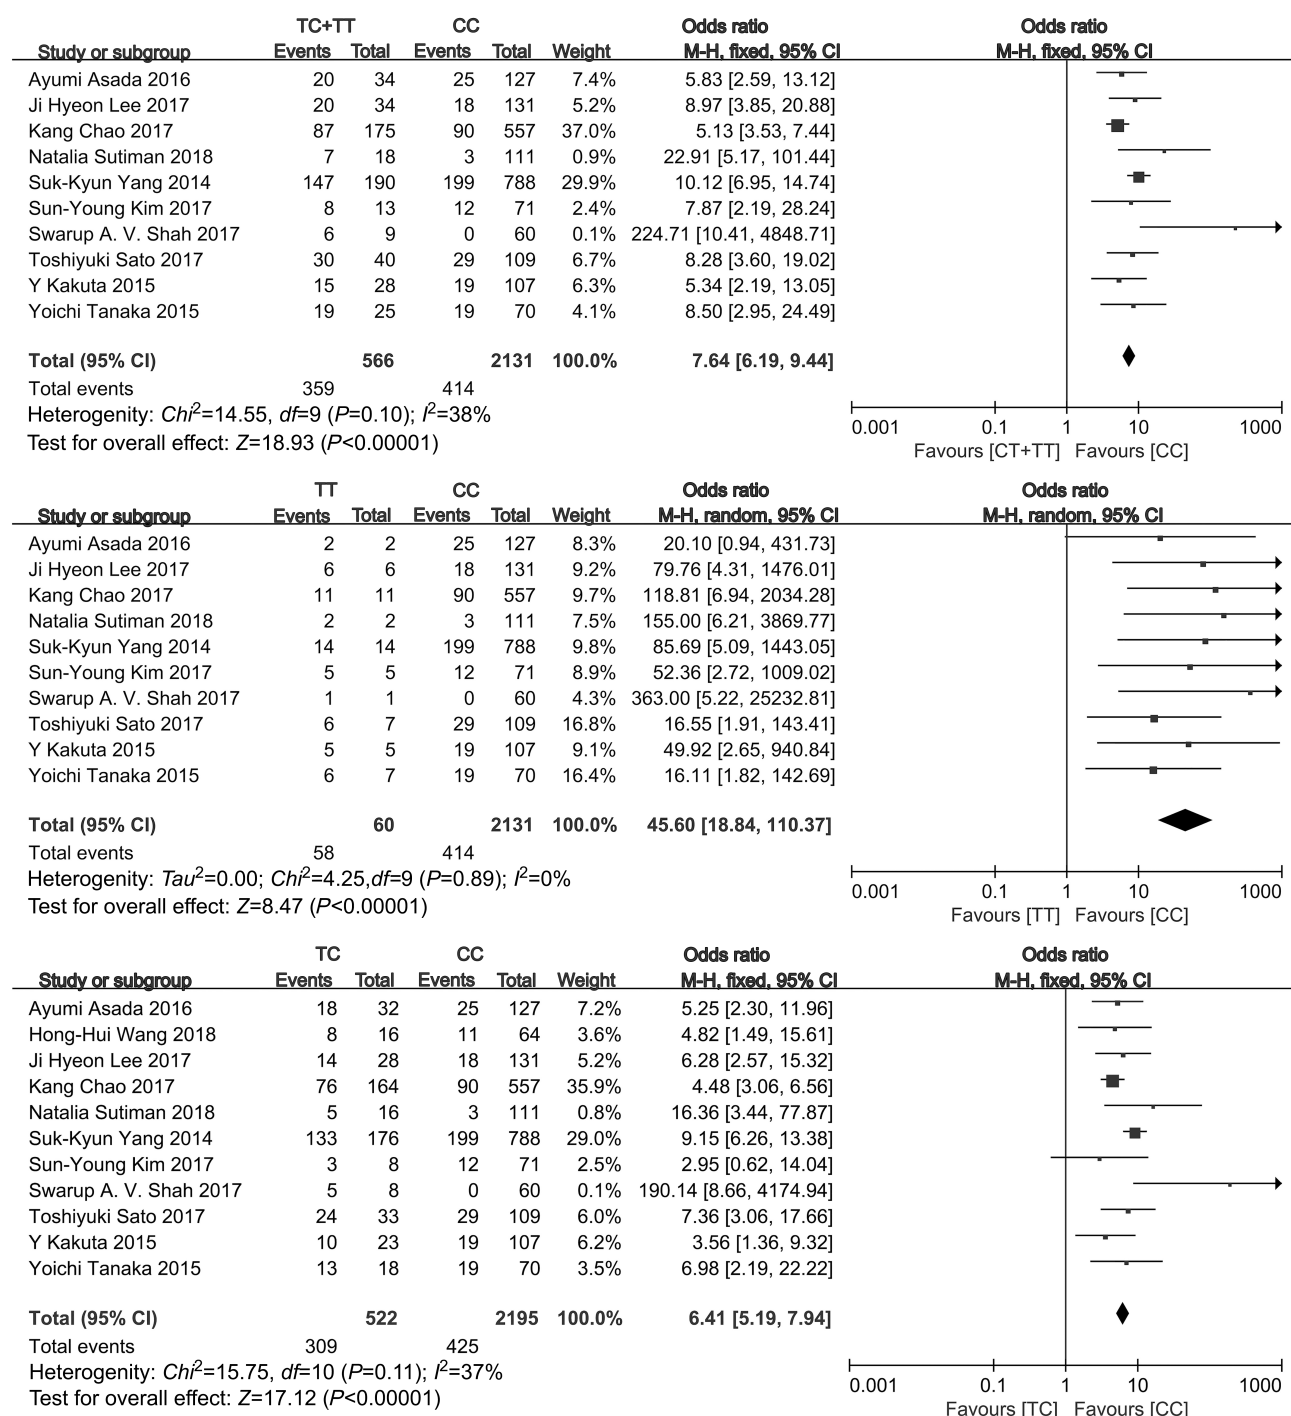 TC+TT CC Odds ratio Odds ratio
Study or subgroup Events Total Events Total Weight M-H, fixed, 95% CI M-H, fixed, 95% CI
Ayumi Asada 2016 20 34 25 127 7.4% 5.83 [2.59, 13.12]
Ji Hyeon Lee 2017 20 34 18 131 5.2% 8.97 [3.85, 20.88]
Kang Chao 2017 87 175 90 557 37.0% 5.13 [3.53, 7.44]
Natalia Sutiman 2018 7 18 3 111 0.9% 22.91 [5.17, 101.44]
Suk-Kyun Yang 2014 147 190 199 788 29.9% 10.12 [6.95, 14.74]
Sun-Young Kim 2017 8 13 12 71 2.4% 7.87 [2.19, 28.24]
Swarup A. V. Shah 2017 6 9 0 60 0.1% 224.71 [10.41, 4848.71]
Toshiyuki Sato 2017 30 40 29 109 6.7% 8.28 [3.60, 19.02]
Y Kakuta 2015 15 28 19 107 6.3% 5.34 [2.19, 13.05]
Yoichi Tanaka 2015 19 25 19 70 4.1% 8.50 [2.95, 24.49]
Total (95% CI) 566 2131 100.0% 7.64 [6.19, 9.44]
Total events 359 414
Heterogenity: Chi²=14.55, df=9 (P=0.10); I²=38%
Test for overall effect: Z=18.93 (P<0.00001)
0.001 0.1 1 10 1000
Favours [CT+TT] Favours [CC]
TT CC Odds ratio Odds ratio
Study or subgroup Events Total Events Total Weight M-H, random, 95% CI M-H, random, 95% CI
Ayumi Asada 2016 2 2 25 127 8.3% 20.10 [0.94, 431.73]
Ji Hyeon Lee 2017 6 6 18 131 9.2% 79.76 [4.31, 1476.01]
Kang Chao 2017 11 11 90 557 9.7% 118.81 [6.94, 2034.28]
Natalia Sutiman 2018 2 2 3 111 7.5% 155.00 [6.21, 3869.77]
Suk-Kyun Yang 2014 14 14 199 788 9.8% 85.69 [5.09, 1443.05]
Sun-Young Kim 2017 5 5 12 71 8.9% 52.36 [2.72, 1009.02]
Swarup A. V. Shah 2017 1 1 0 60 4.3% 363.00 [5.22, 25232.81]
Toshiyuki Sato 2017 6 7 29 109 16.8% 16.55 [1.91, 143.41]
Y Kakuta 2015 5 5 19 107 9.1% 49.92 [2.65, 940.84]
Yoichi Tanaka 2015 6 7 19 70 16.4% 16.11 [1.82, 142.69]
Total (95% CI) 60 2131 100.0% 45.60 [18.84, 110.37]
Total events 58 414
Heterogenity: Tau²=0.00; Chi²=4.25,df=9 (P=0.89); I²=0%
Test for overall effect: Z=8.47 (P<0.00001)
0.001 0.1 1 10 1000
Favours [TT] Favours [CC]
TC CC Odds ratio Odds ratio
Study or subgroup Events Total Events Total Weight M-H, fixed, 95% CI M-H, fixed, 95% CI
Ayumi Asada 2016 18 32 25 127 7.2% 5.25 [2.30, 11.96]
Hong-Hui Wang 2018 8 16 11 64 3.6% 4.82 [1.49, 15.61]
Ji Hyeon Lee 2017 14 28 18 131 5.2% 6.28 [2.57, 15.32]
Kang Chao 2017 76 164 90 557 35.9% 4.48 [3.06, 6.56]
Natalia Sutiman 2018 5 16 3 111 0.8% 16.36 [3.44, 77.87]
Suk-Kyun Yang 2014 133 176 199 788 29.0% 9.15 [6.26, 13.38]
Sun-Young Kim 2017 3 8 12 71 2.5% 2.95 [0.62, 14.04]
Swarup A. V. Shah 2017 5 8 0 60 0.1% 190.14 [8.66, 4174.94]
Toshiyuki Sato 2017 24 33 29 109 6.0% 7.36 [3.06, 17.66]
Y Kakuta 2015 10 23 19 107 6.2% 3.56 [1.36, 9.32]
Yoichi Tanaka 2015 13 18 19 70 3.5% 6.98 [2.19, 22.22]
Total (95% CI) 522 2195 100.0% 6.41 [5.19, 7.94]
Total events 309 425
Heterogenity: Chi²=15.75, df=10 (P=0.11); I²=37%
Test for overall effect: Z=17.12 (P<0.00001)
0.001 0.1 1 10 1000
Favours [TC] Favours [CC]